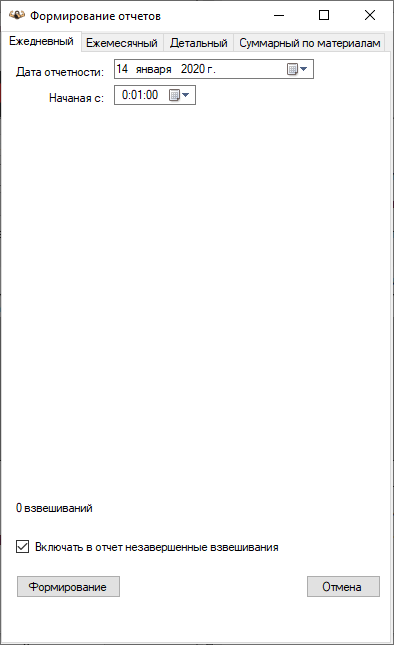 Формирование отчетов
Ежедневный Ежемесячный Детальный Суммарный по материалам
Дата отчетности: 14 января 2020 г.
Начаная с: 0:01:00
0 взвешиваний
Включать в отчет незавершенные взвешивания
Формирование Отмена